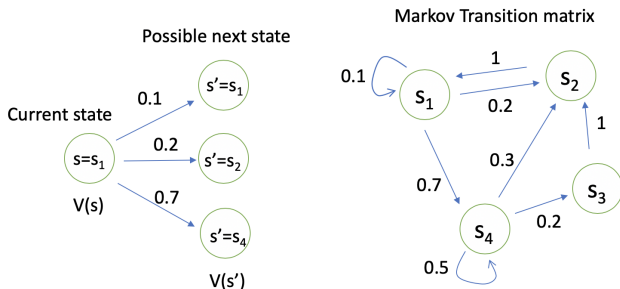 Possible next state
Current state
s=s₁
V(s)
0.1
0.2
0.7
s'=s₁
s'=s₂
s'=s₄
V(s')
Markov Transition matrix
0.1
s₁
1
0.2
s₂
0.7
0.3
1
s₃
s₄
0.2
0.5